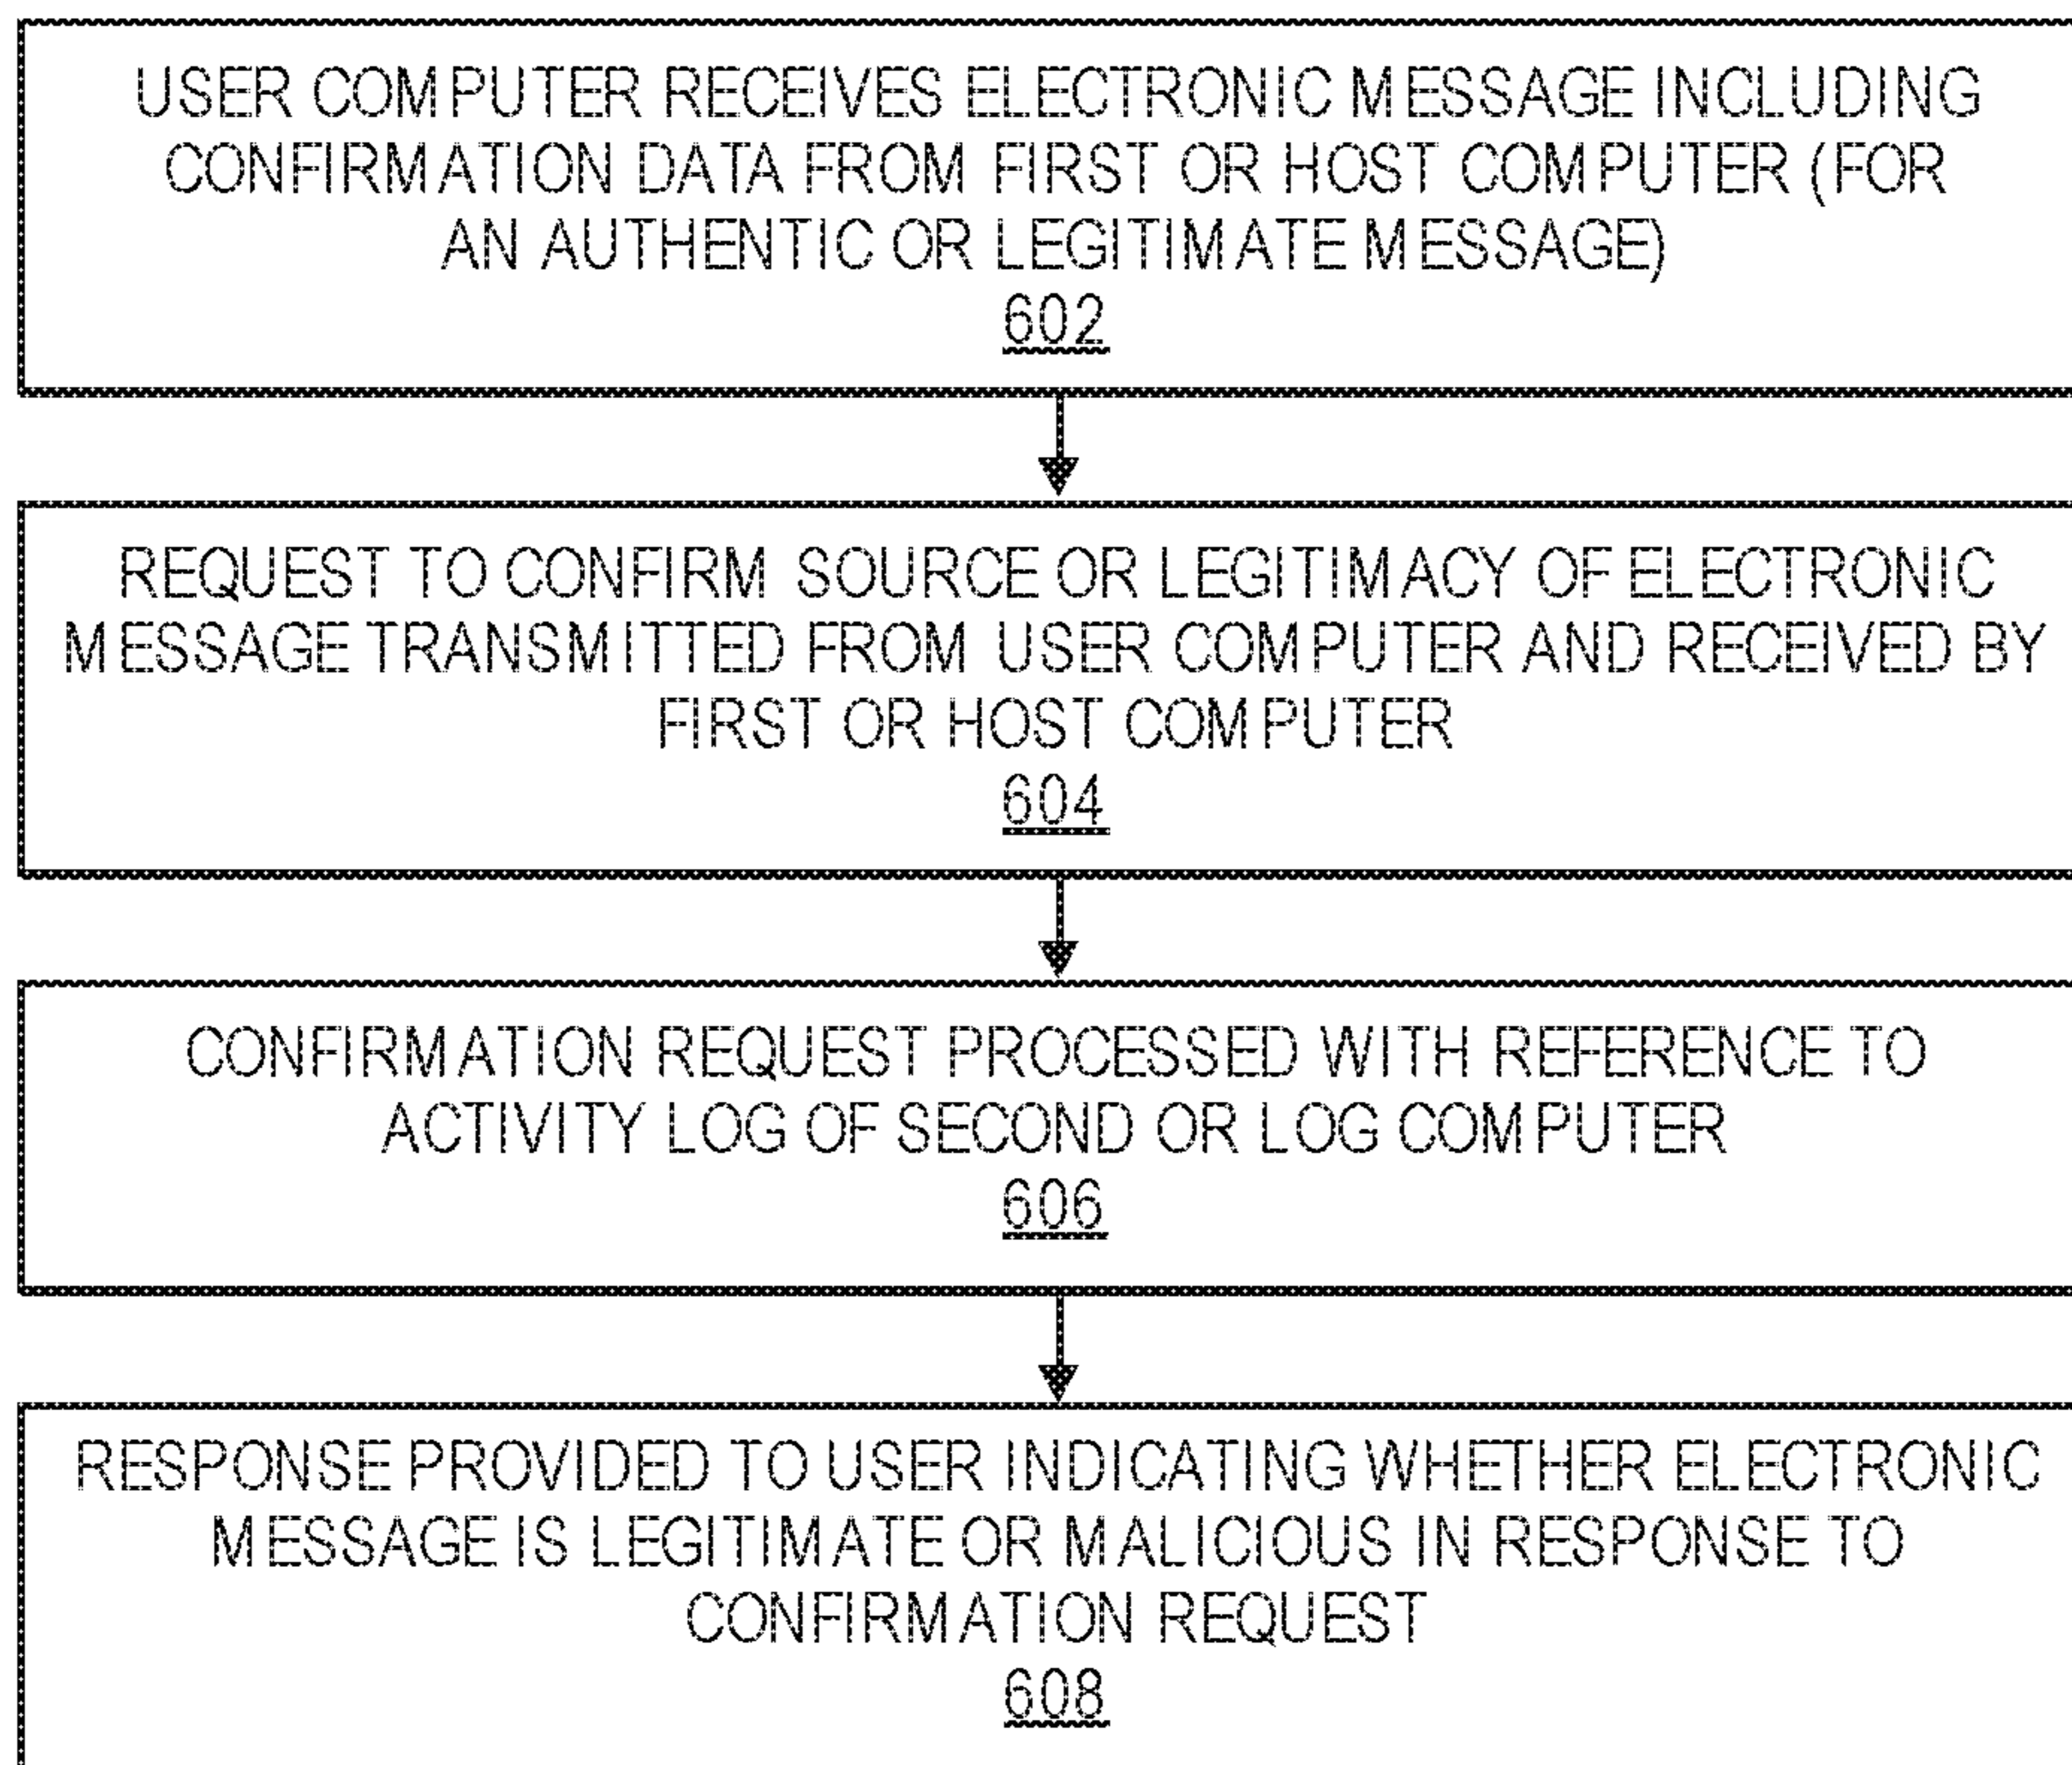 USER COMPUTER RECEIVES ELECTRONIC MESSAGE INCLUDING
CONFIRMATION DATA FROM FIRST OR HOST COMPUTER (FOR
AN AUTHENTIC OR LEGITIMATE MESSAGE)
602
REQUEST TO CONFIRM SOURCE OR LEGITIMACY OF ELECTRONIC
MESSAGE TRANSMITTED FROM USER COMPUTER AND RECEIVED BY
FIRST OR HOST COMPUTER
604
CONFIRMATION REQUEST PROCESSED WITH REFERENCE TO
ACTIVITY LOG OF SECOND OR LOG COMPUTER
606
RESPONSE PROVIDED TO USER INDICATING WHETHER ELECTRONIC
MESSAGE IS LEGITIMATE OR MALICIOUS IN RESPONSE TO
CONFIRMATION REQUEST
608